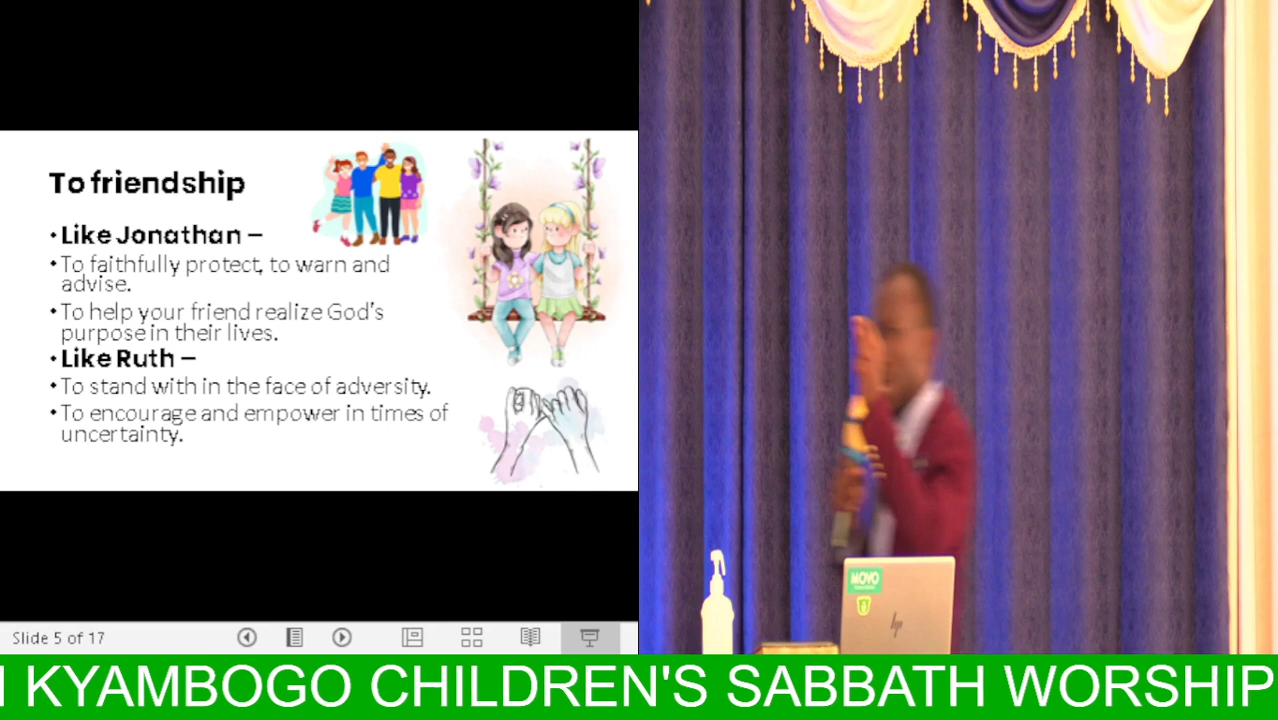 To friendship
• Like Jonathan –
• To faithfully protect, to warn and
advise.
• To help your friend realize God's
purpose in their lives.
• Like Ruth –
• To stand with in the face of adversity.
• To encourage and empower in times of
uncertainty.
Slide 5 of 17
MOVO
hp
KYAMBOGO CHILDREN'S SABBATH WORSHIP